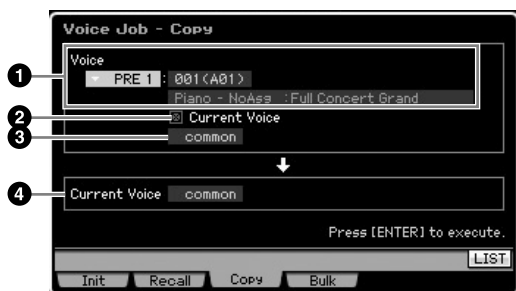 Voice Job - Copy
Voice
PRE 1 : 001(A01)
Piano - NoAsg :Full Concert Grand
Current Voice
common
Current Voice common
Press [ENTER] to execute.
LIST
Init Recall Copy Bulk
1
2
3
4